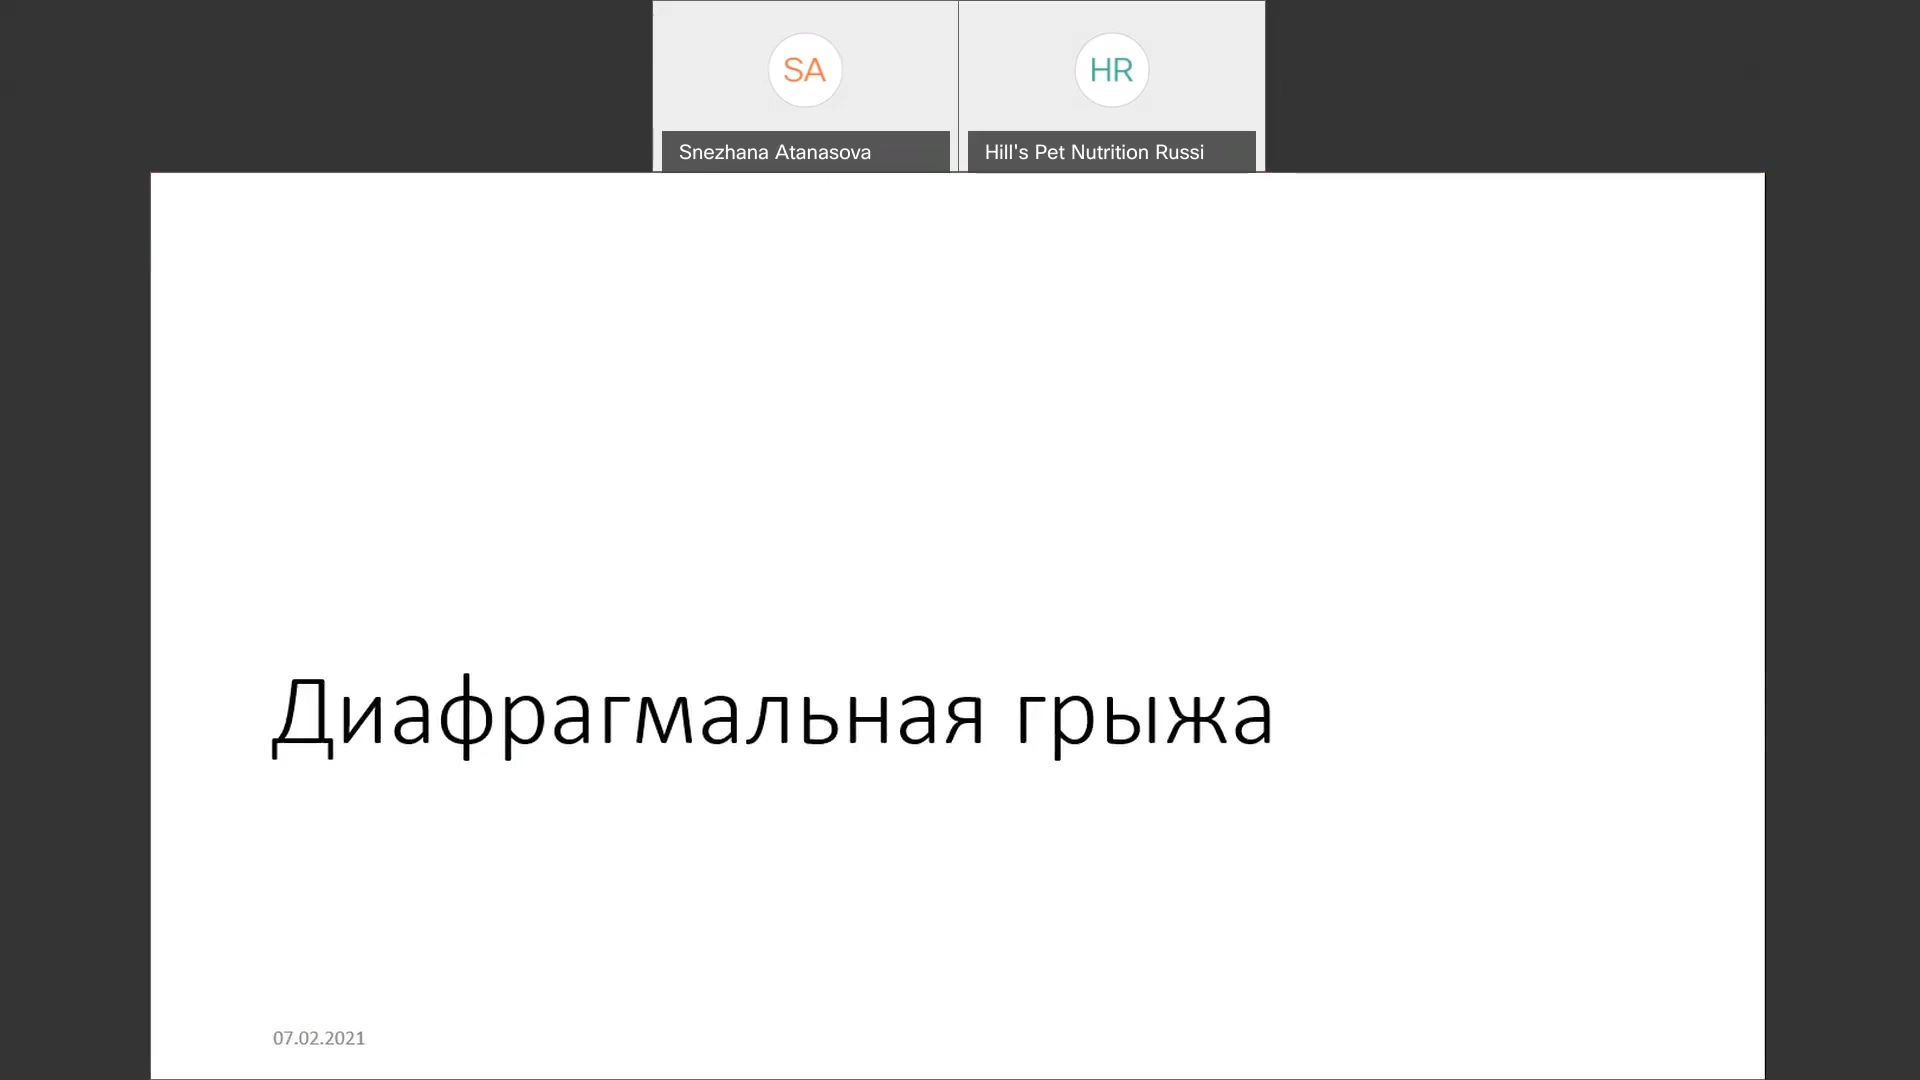 SA
HR
Snezhana Atanasova
Hill's Pet Nutrition Russi
Диафрагмальная грыжа
07.02.2021